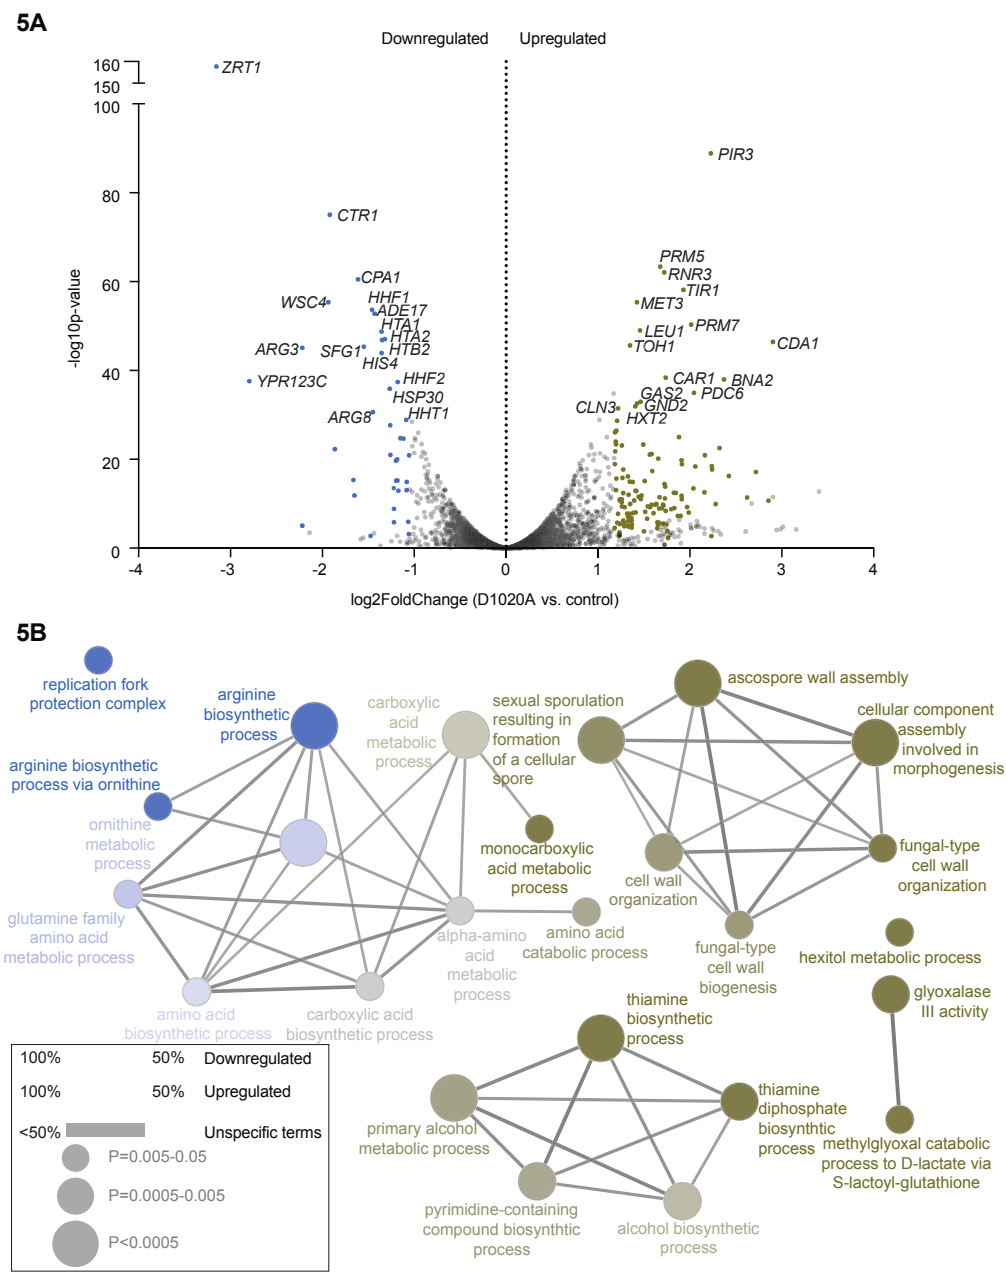 5A
Downregulated
Upregulated
160
150
100
80
60
40
20
0
-log10p-value
ZRT1
PIR3
CTR1
PRM5
RNR3
CPA1
TIR1
WSC4
HHF1
MET3
ADE17
HTA1
PRM7
LEU1
HTA2
CDA1
ARG3
SFG1
HTB2
TOH1
HIS4
YPR123C
HHF2
CAR1
BNA2
HSP30
GAS2
PDC6
ARG8
HHT1
CLN3
GND2
HXT2
-4
-3
-2
-1
0
1
2
3
4
log2FoldChange (D1020A vs. control)
5B
replication fork
protection complex
arginine
biosynthetic
process
carboxylic
acid
metabolic
process
sexual sporulation
resulting in
formation
of a cellular
spore
ascospore wall assembly
cellular component
assembly
involved in
morphogenesis
arginine biosynthetic
process via ornithine
ornithine
metabolic
process
monocarboxylic
acid metabolic
process
cell wall
organization
fungal-type
cell wall
organization
glutamine family
amino acid
metabolic process
alpha-amino
acid
metabolic
process
amino acid
catabolic process
fungal-type
cell wall
biogenesis
hexitol metabolic process
amino acid
biosynthetic process
carboxylic acid
biosynthetic process
thiamine
biosynthetic
process
glyoxalase
III activity
primary alcohol
metabolic process
thiamine
diphosphate
biosynthtic
process
methylglyoxal catabolic
process to D-lactate via
S-lactoyl-glutathione
pyrimidine-containing
compound biosynthtic
process
alcohol biosynthetic
process
100%
50%
Downregulated
100%
50%
Upregulated
<50%
Unspecific terms
P=0.005-0.05
P=0.0005-0.005
P<0.0005